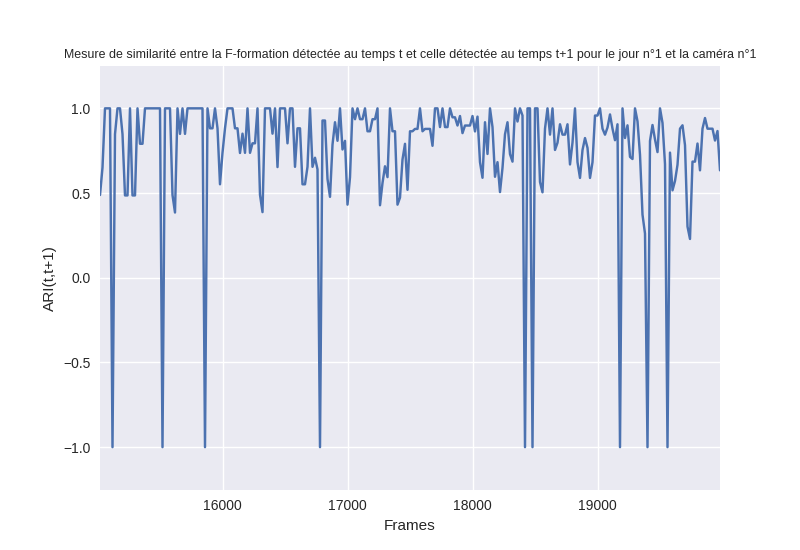 Mesure de similarité entre la F-formation détectée au temps t et celle détectée au temps t+1 pour le jour n°1 et la caméra n°1
1.0
0.5
0.0
−0.5
−1.0
ARI(t,t+1)
16000 17000 18000 19000
Frames